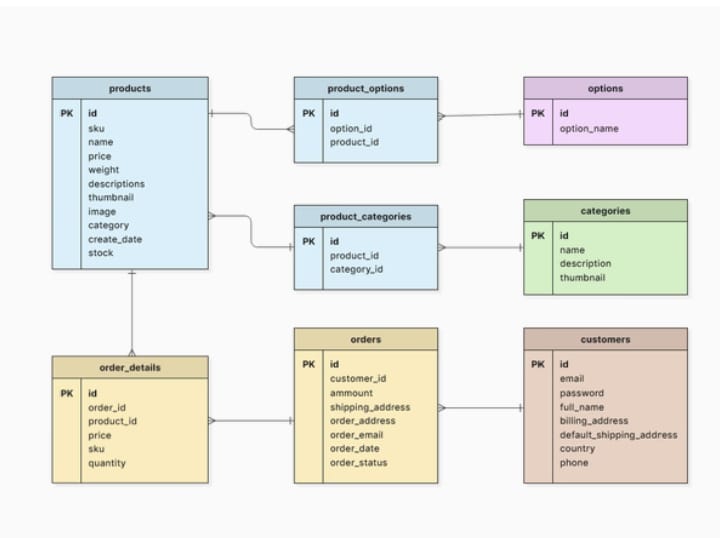 products
PK id
sku
name
price
weight
descriptions
thumbnail
image
category
create_date
stock
product_options
PK id
option_id
product_id
options
PK id
option_name
product_categories
PK id
product_id
category_id
categories
PK id
name
description
thumbnail
order_details
PK id
order_id
product_id
price
sku
quantity
orders
PK id
customer_id
ammount
shipping_address
order_address
order_email
order_date
order_status
customers
PK id
email
password
full_name
billing_address
default_shipping_address
country
phone